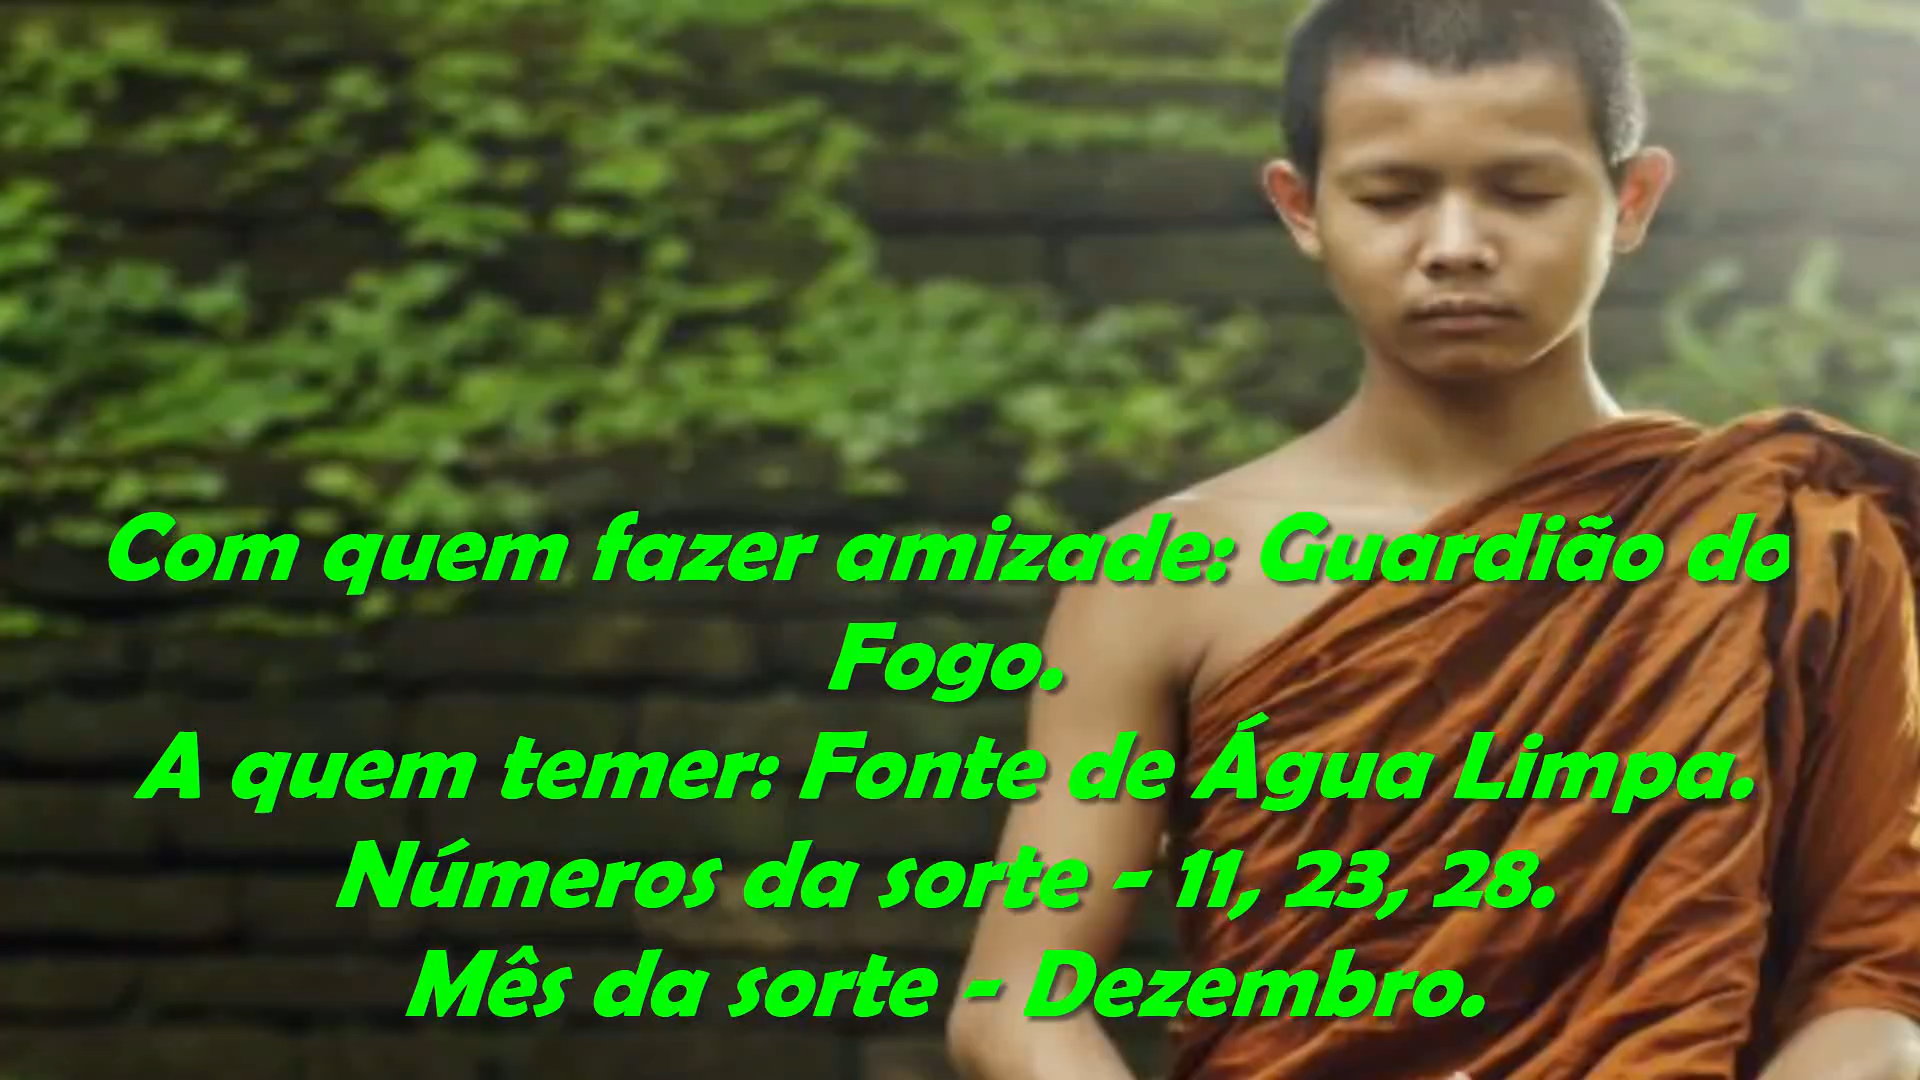 Com quem fazer amizade: Guardião do
Fogo.
A quem temer: Fonte de Água Limpa.
Números da sorte - 11, 23, 28.
Mês da sorte - Dezembro.